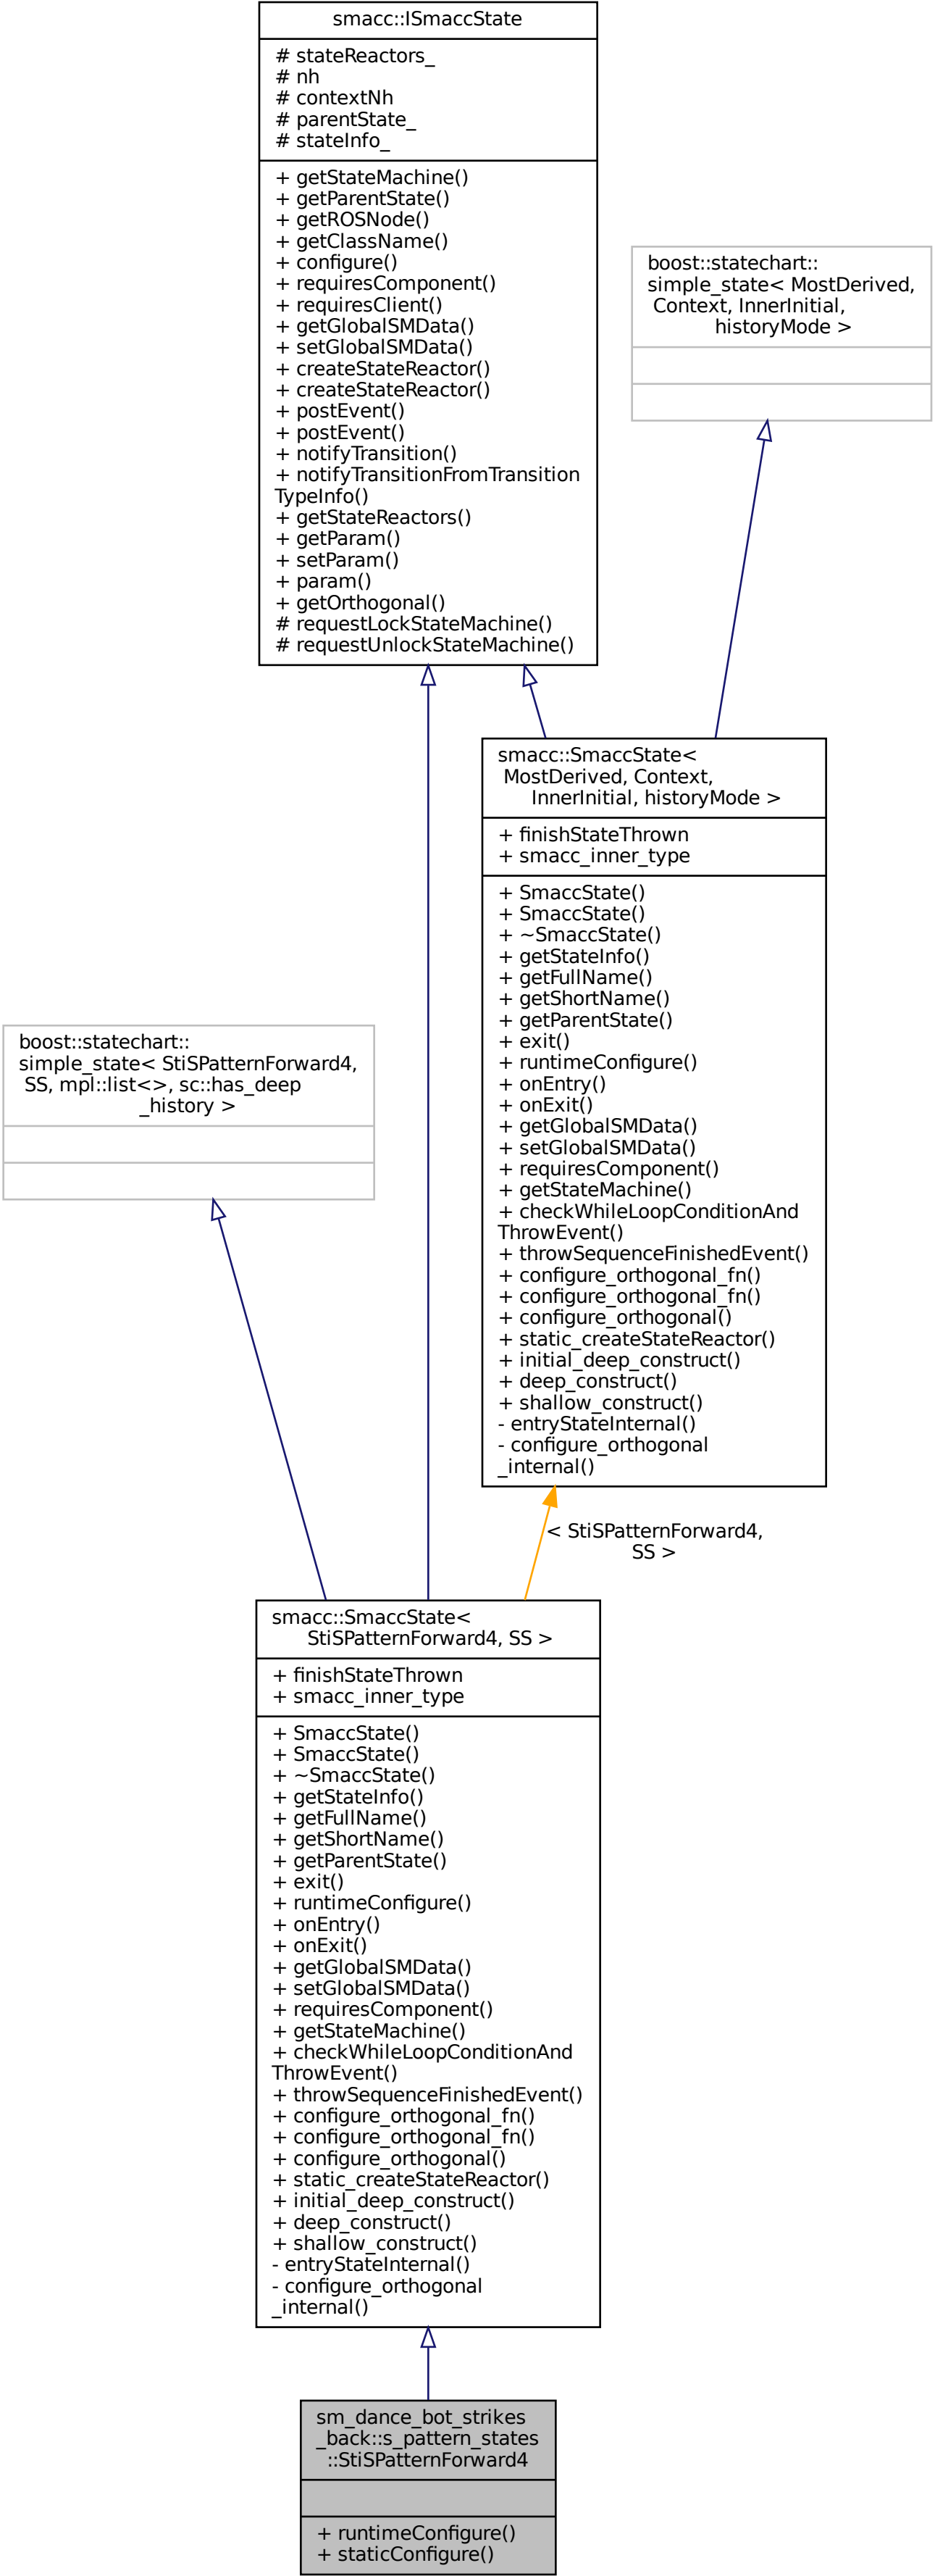 smacc::ISmaccState
# stateReactors_
# nh
# contextNh
# parentState_
# stateInfo_
+ getStateMachine()
+ getParentState()
+ getROSNode()
+ getClassName()
+ configure()
+ requiresComponent()
+ requiresClient()
+ getGlobalSMData()
+ setGlobalSMData()
+ createStateReactor()
+ createStateReactor()
+ postEvent()
+ postEvent()
+ notifyTransition()
+ notifyTransitionFromTransition
TypeInfo()
+ getStateReactors()
+ getParam()
+ setParam()
+ param()
+ getOrthogonal()
# requestLockStateMachine()
# requestUnlockStateMachine()
boost::statechart::
simple_state< MostDerived,
Context, InnerInitial,
historyMode >
smacc::SmaccState<
MostDerived, Context,
InnerInitial, historyMode >
+ finishStateThrown
+ smacc_inner_type
+ SmaccState()
+ SmaccState()
+ ~SmaccState()
+ getStateInfo()
+ getFullName()
+ getShortName()
+ getParentState()
+ exit()
+ runtimeConfigure()
+ onEntry()
+ onExit()
+ getGlobalSMData()
+ setGlobalSMData()
+ requiresComponent()
+ getStateMachine()
+ checkWhileLoopConditionAnd
ThrowEvent()
+ throwSequenceFinishedEvent()
+ configure_orthogonal_fn()
+ configure_orthogonal_fn()
+ configure_orthogonal()
+ static_createStateReactor()
+ initial_deep_construct()
+ deep_construct()
+ shallow_construct()
- entryStateInternal()
- configure_orthogonal
_internal()
boost::statechart::
simple_state< StiSPatternForward4,
SS, mpl::list<>, sc::has_deep
_history >
< StiSPatternForward4,
SS >
smacc::SmaccState<
StiSPatternForward4, SS >
+ finishStateThrown
+ smacc_inner_type
+ SmaccState()
+ SmaccState()
+ ~SmaccState()
+ getStateInfo()
+ getFullName()
+ getShortName()
+ getParentState()
+ exit()
+ runtimeConfigure()
+ onEntry()
+ onExit()
+ getGlobalSMData()
+ setGlobalSMData()
+ requiresComponent()
+ getStateMachine()
+ checkWhileLoopConditionAnd
ThrowEvent()
+ throwSequenceFinishedEvent()
+ configure_orthogonal_fn()
+ configure_orthogonal_fn()
+ configure_orthogonal()
+ static_createStateReactor()
+ initial_deep_construct()
+ deep_construct()
+ shallow_construct()
- entryStateInternal()
- configure_orthogonal
_internal()
sm_dance_bot_strikes
_back::s_pattern_states
::StiSPatternForward4
+ runtimeConfigure()
+ staticConfigure()